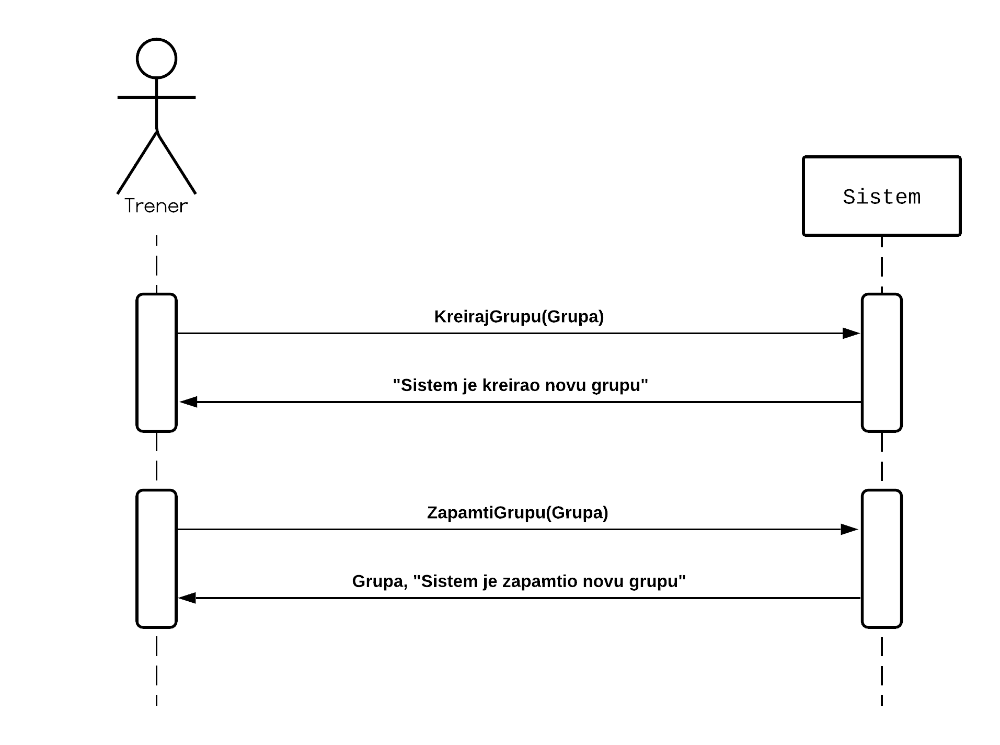 Trener
Sistem
KreirajGrupu(Grupa)
"Sistem je kreirao novu grupu"
ZapamtiGrupu(Grupa)
Grupa, "Sistem je zapamtio novu grupu"